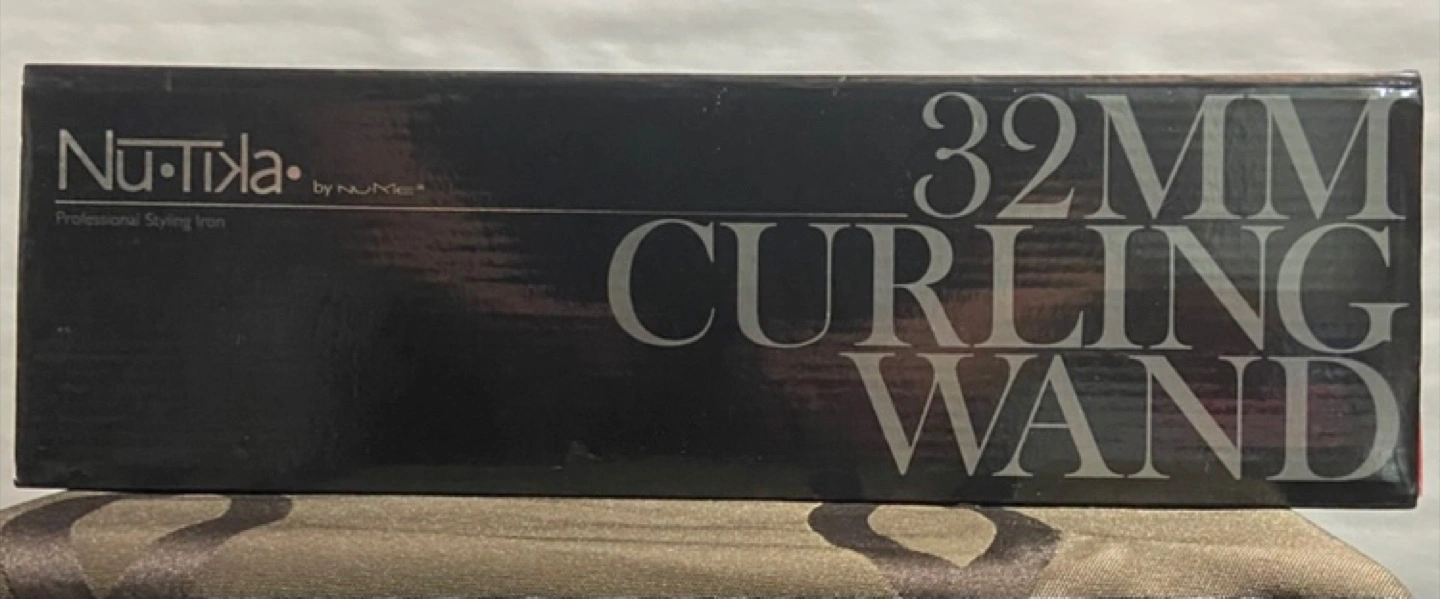 Nu•Tika•
by NUME®
Professional Styling Iron
32MM
CURLING
WAND